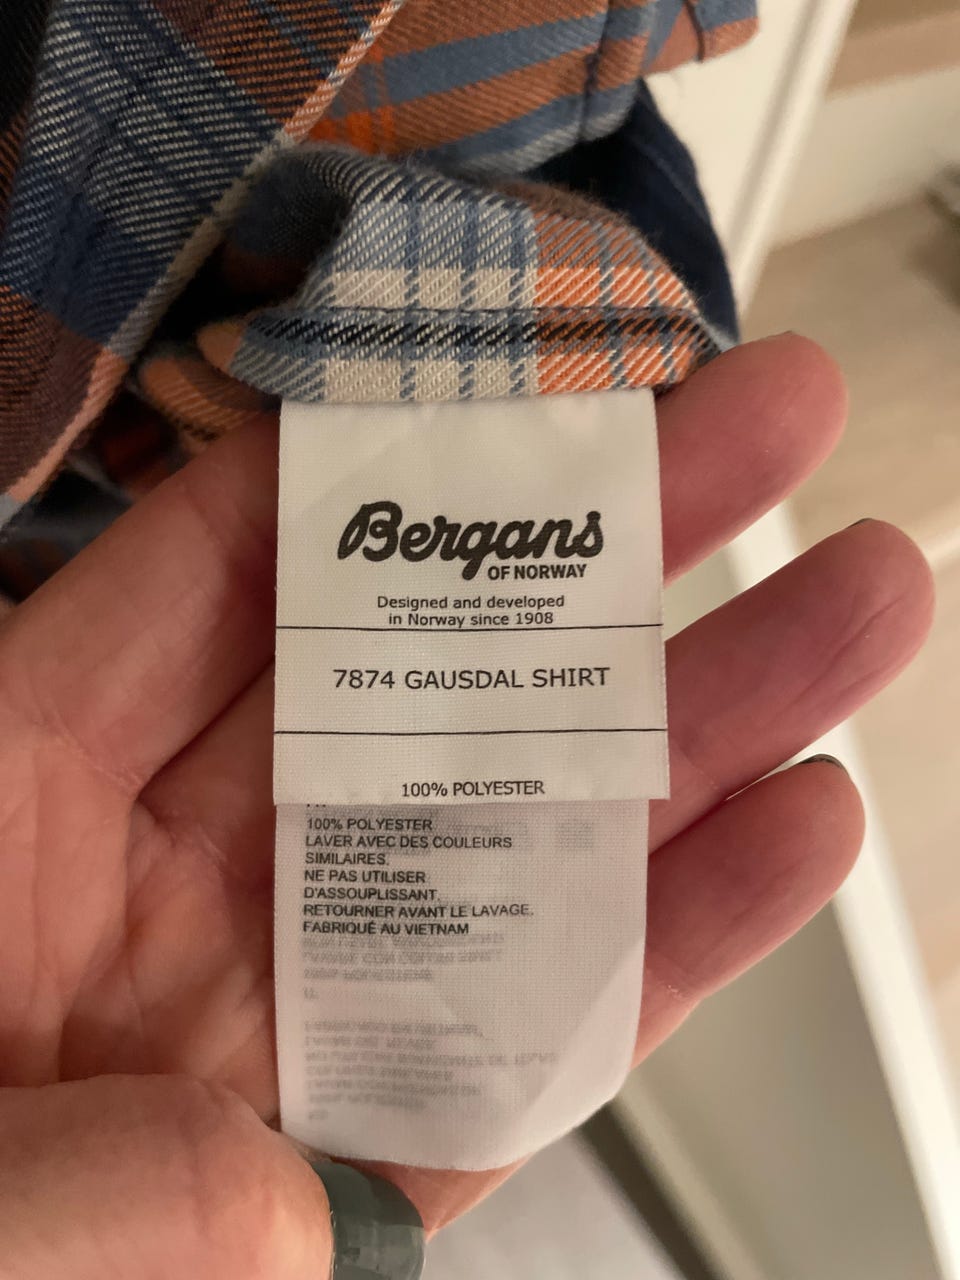 Bergans
OF NORWAY
Designed and developed
in Norway since 1908
7874 GAUSDAL SHIRT
100% POLYESTER
100% POLYESTER
LAVER AVEC DES COULEURS
SIMILAIRES.
NE PAS UTILISER
D'ASSOUPLISSANT.
RETOURNER AVANT LE LAVAGE.
FABRIQUÉ AU VIETNAM